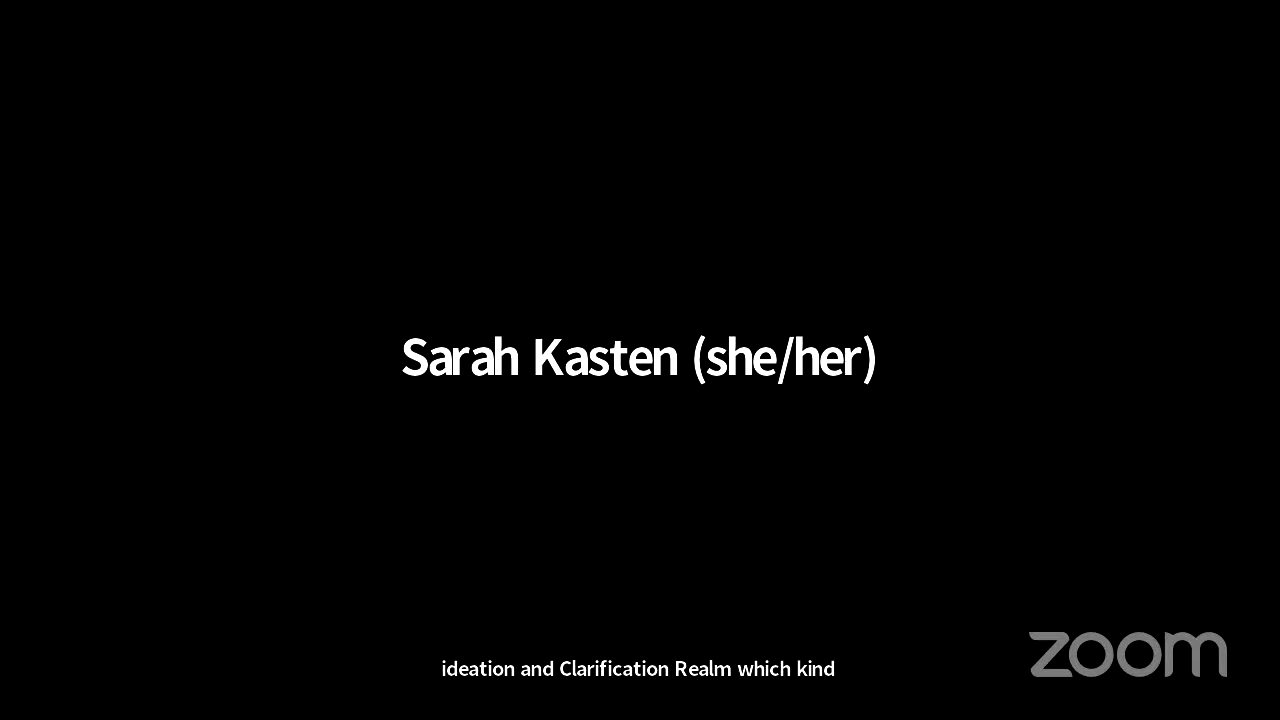 Sarah Kasten (she/her)
ideation and Clarification Realm which kind
zoom